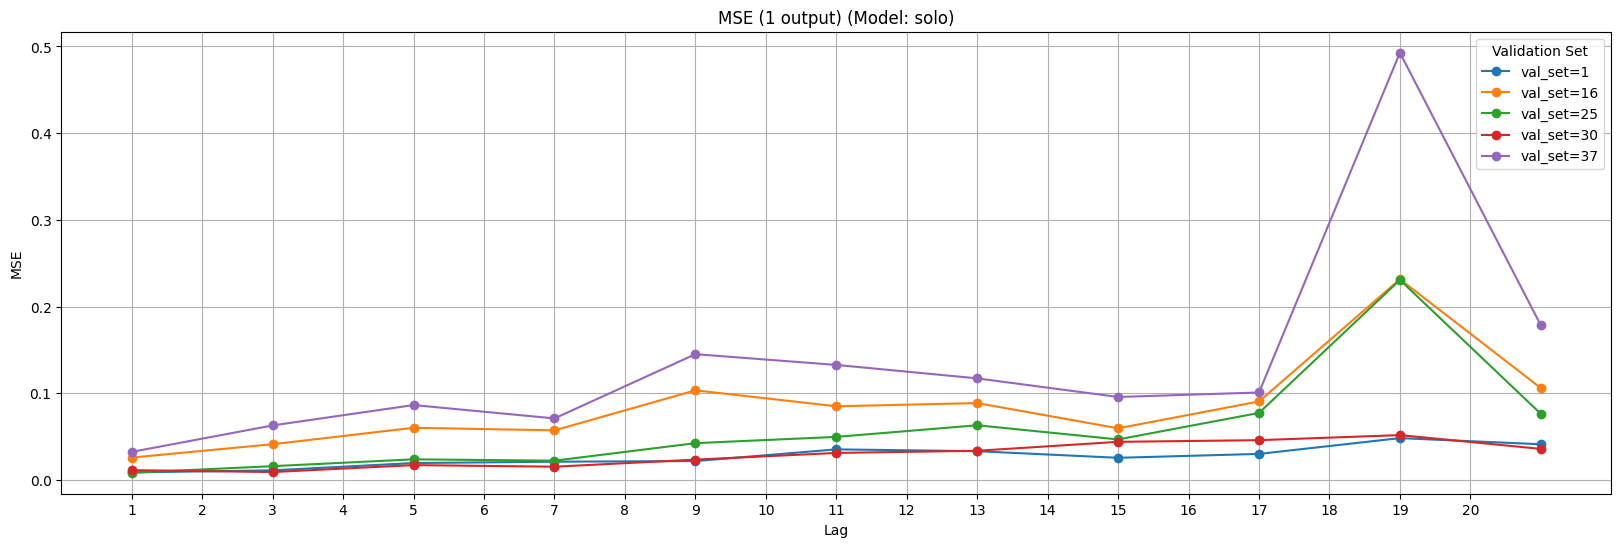 MSE (1 output) (Model: solo)
Validation Set
val_set=1
val_set=16
val_set=25
val_set=30
val_set=37
MSE
0.5
0.4
0.3
0.2
0.1
0.0
1 2 3 4 5 6 7 8 9 10 11 12 13 14 15 16 17 18 19 20
Lag